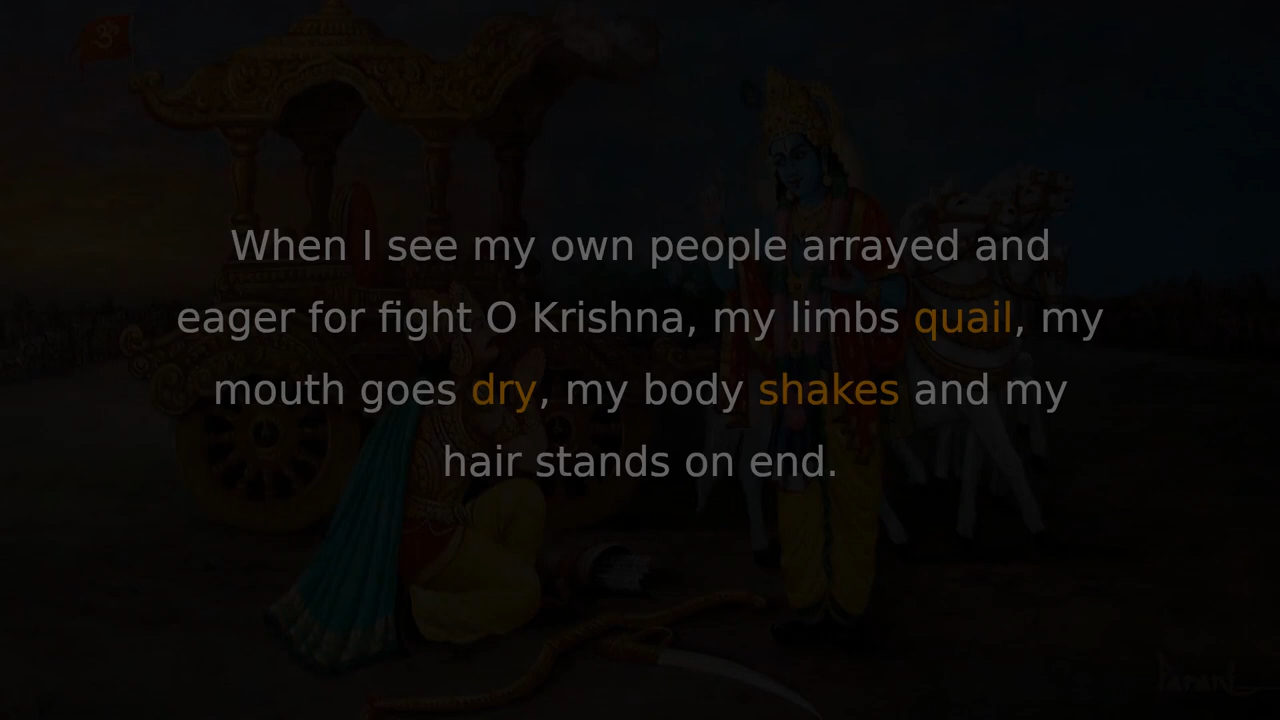 ॐ
When I see my own people arrayed and
eager for fight O Krishna, my limbs quail, my
mouth goes dry, my body shakes and my
hair stands on end.